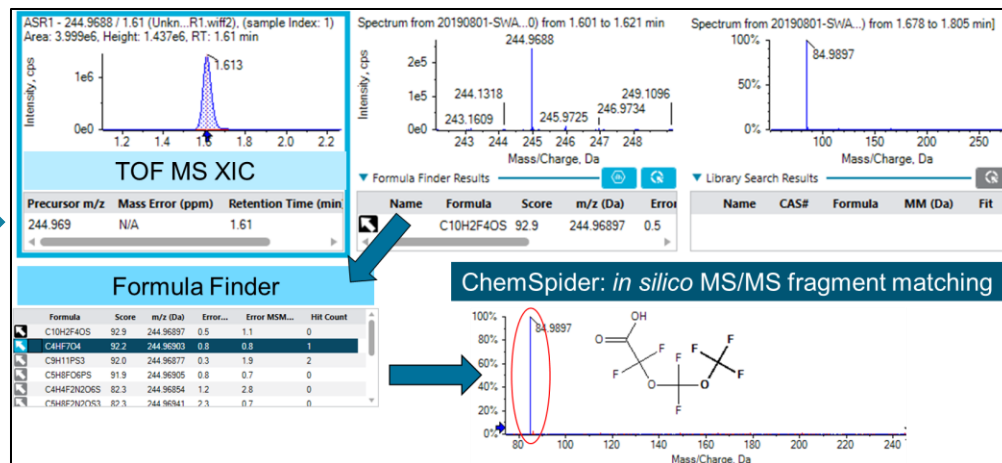 ASR1 - 244.9688 / 1.61 (Unkn...R1.wiff2), (sample Index: 1)
Area: 3.999e6, Height: 1.437e6, RT: 1.61 min
Intensity, cps
1e6
0e0
1.613
1.2 1.4 1.6 1.8 2.0 2.2
TOF MS XIC
Precursor m/z Mass Error (ppm) Retention Time (min
244.969 N/A 1.61
Spectrum from 20190801-SWA...0) from 1.601 to 1.621 min
Intensity, cps
2e5
1e5
0e0
244.9688
244.1318
249.1096
243.1609
245.9725
246.9734
243 244 245 246 247 248
Mass/Charge, Da
Formula Finder Results
Name Formula Score m/z (Da) Error
C10H2F4OS 92.9 244.96897 0.5
Spectrum from 20190801-SWA...) from 1.678 to 1.805 min]
100%
50%
0%
84.9897
100 150 200 250
Mass/Charge, Da
Library Search Results
Name CAS# Formula MM (Da) Fit
Formula Finder
Formula Score m/z (Da) Error... Error MSM... Hit Count
C10H2F4OS 92.9 244.96897 0.5 1.1 0
C4HF7O4 92.2 244.96903 0.8 0.8 1
C9H11PS3 92.0 244.96877 0.3 1.9 2
C5H8FO6PS 91.9 244.96905 0.8 0.7 0
C4H4F2N2O6S 82.3 244.96854 1.2 2.8 0
C5H8F2N2OS3 82.3 244.96941 2.3 0.7 0
ChemSpider: in silico MS/MS fragment matching
100%
80%
60%
40%
20%
0%
84.9897
OH
O
F
F
F
F
F
O
O
F
F
80 100 120 140 160 180 200 220 240
Mass/Charge, Da